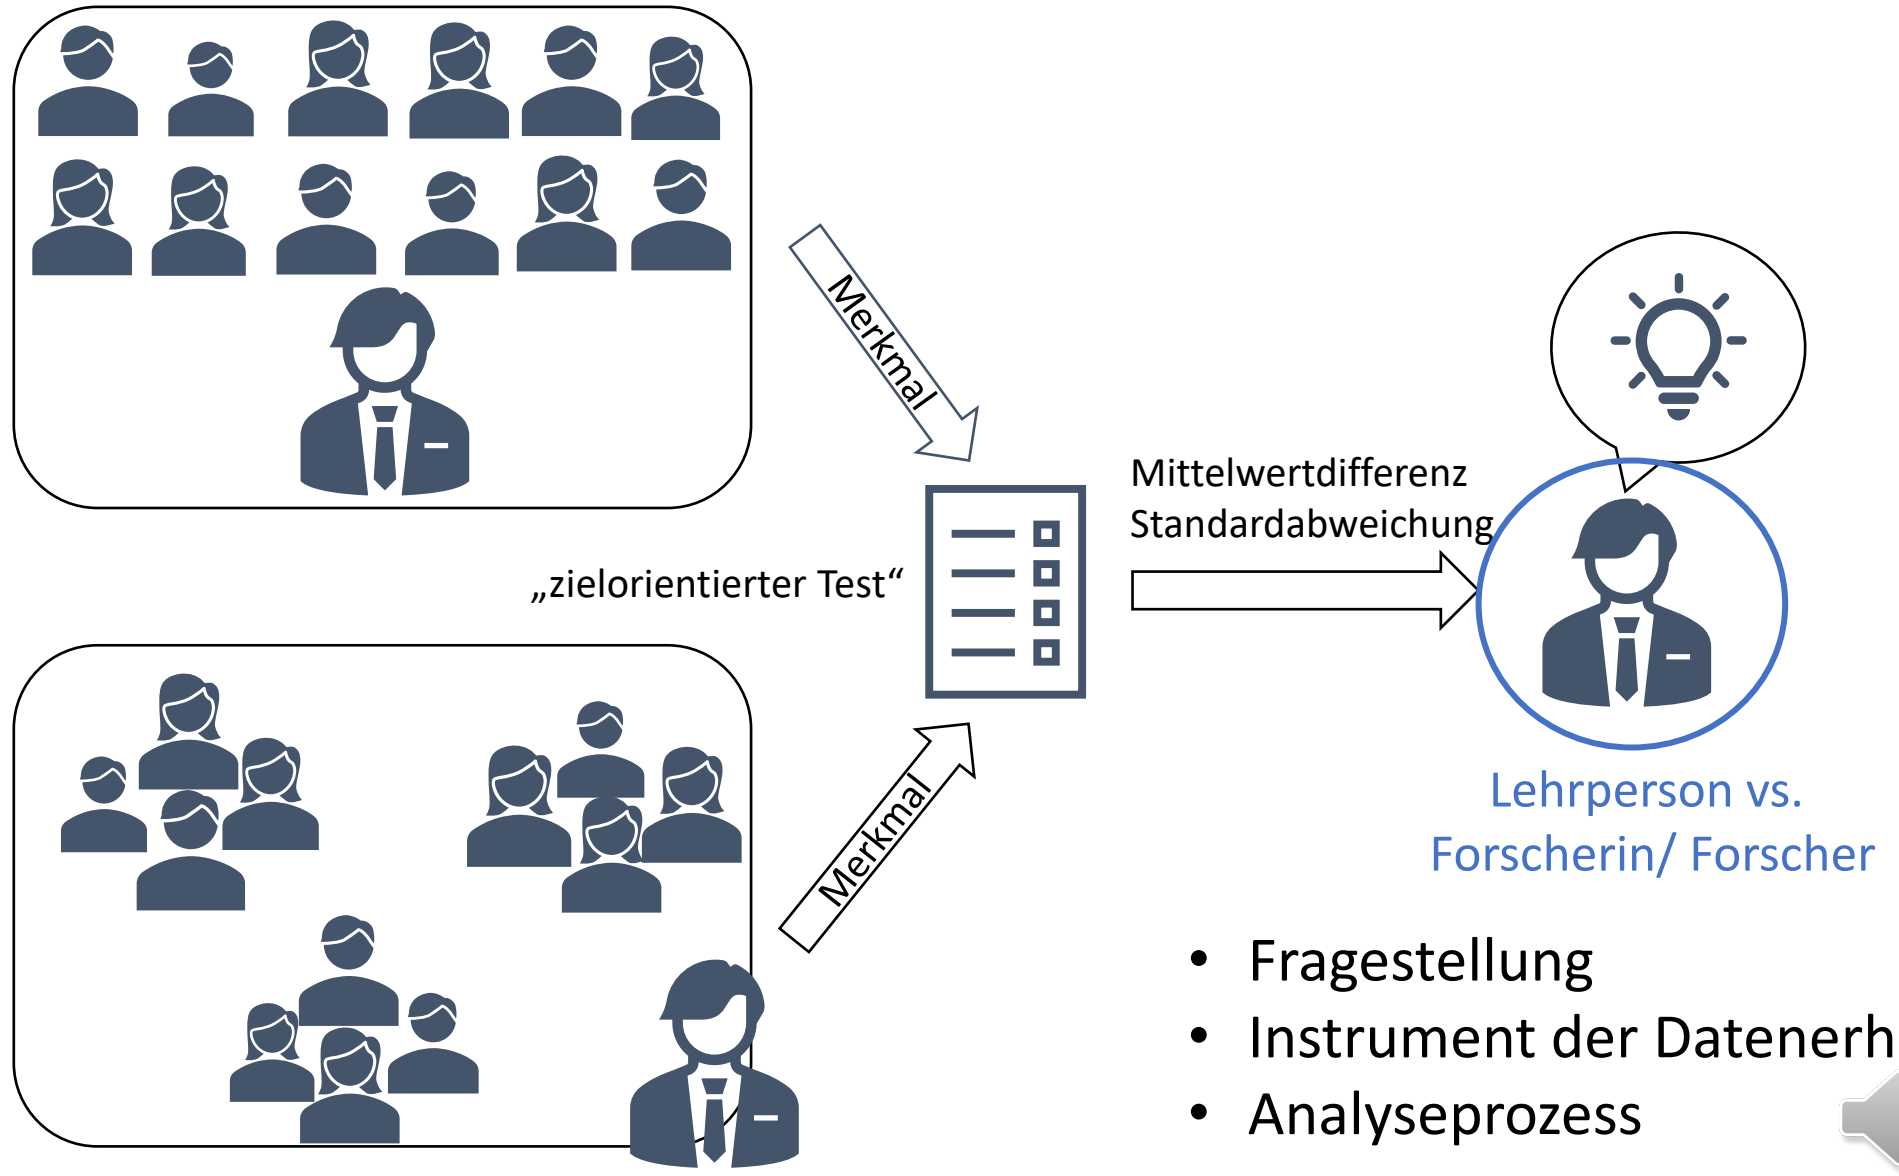 Merkmal
Mittelwertdifferenz
Standardabweichung
„zielorientierter Test“
Merkmal
Lehrperson vs.
Forscherin/ Forscher
• Fragestellung
• Instrument der Datenerh
• Analyseprozess